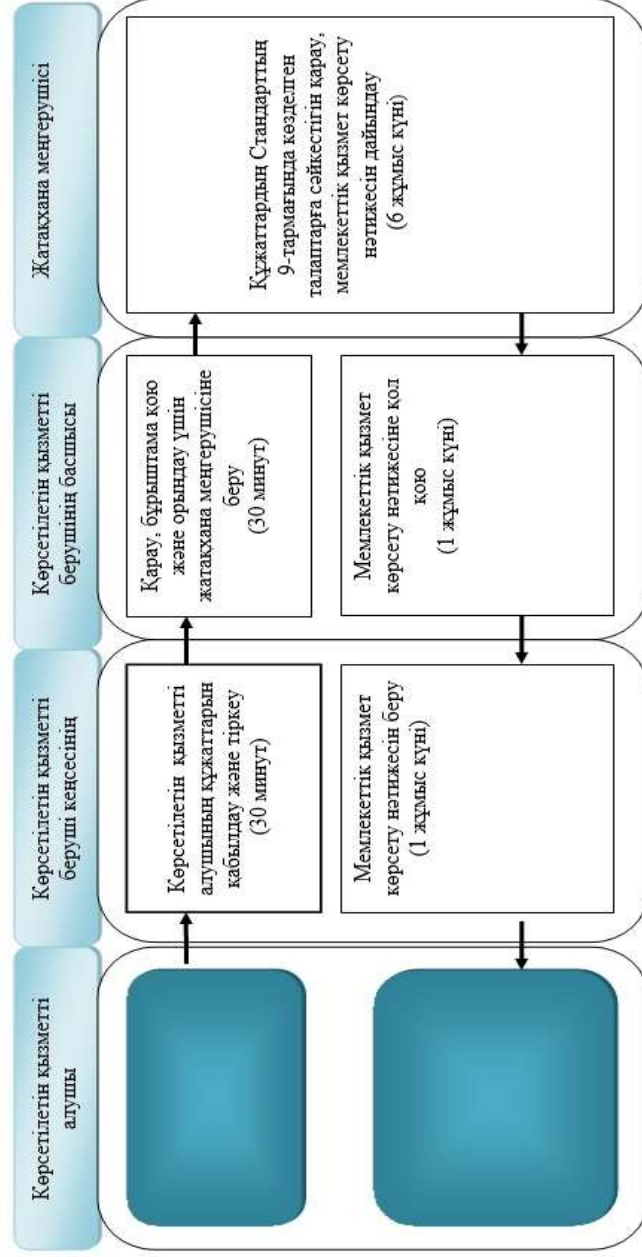 Көрсетілетін қызметті
алушы
Көрсетілетін қызметті
беруші кеңсесінің
Көрсетілетін қызметті
берушінің басшысы
Жатақхана меңгерушісі
Көрсетілетін қызметті
алушының құжаттарын
қабылдау және тіркеу
(30 минут)
Қарау, бұрыштама қою
және орындау үшін
жатақхана меңгерушісіне
беру
(30 минут)
Құжаттардың Стандарттың
9-тармағында көзделген
талаптарға сәйкестігін қарау,
мемлекеттік қызмет көрсету
нәтижесін дайындау
(6 жұмыс күні)
Мемлекеттік қызмет
көрсету нәтижесіне қол
қою
(1 жұмыс күні)
Мемлекеттік қызмет
көрсету нәтижесін беру
(1 жұмыс күні)